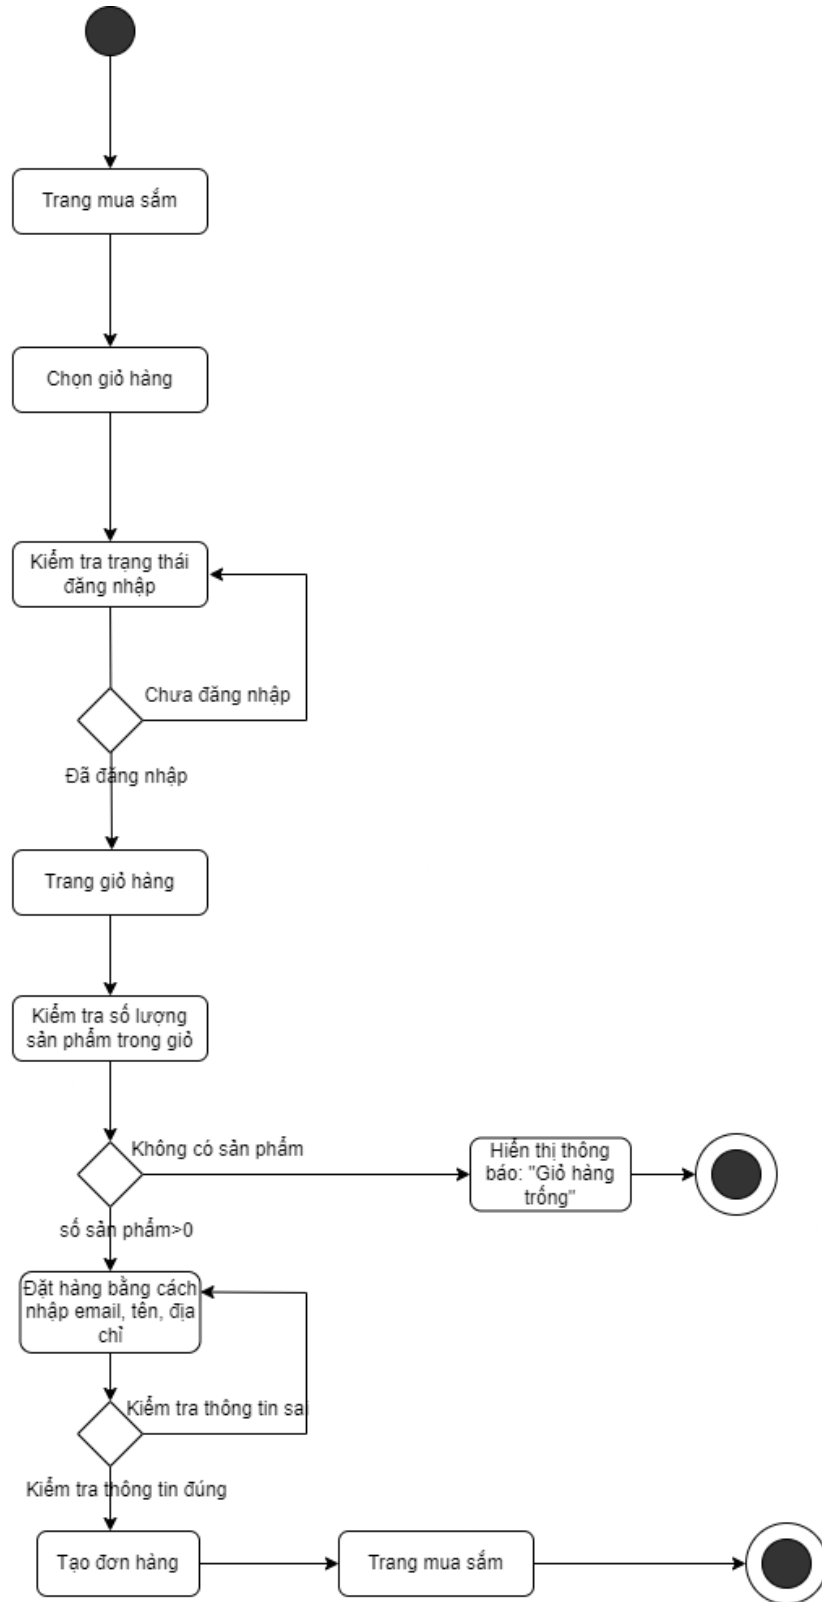 Trang mua sắm
Chọn giỏ hàng
Kiểm tra trạng thái
đăng nhập
Chưa đăng nhập
Đã đăng nhập
Trang giỏ hàng
Kiểm tra số lượng
sản phẩm trong giỏ
Không có sản phẩm
Hiển thị thông
báo: "Giỏ hàng
trống"
số sản phẩm>0
Đặt hàng bằng cách
nhập email, tên, địa
chỉ
Kiểm tra thông tin sai
Kiểm tra thông tin đúng
Tạo đơn hàng
Trang mua sắm